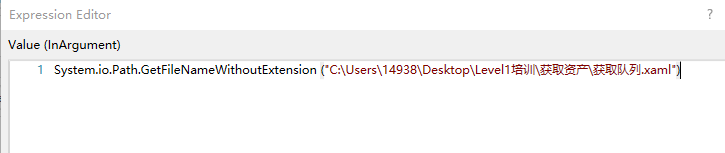 Expression Editor ?
Value (InArgument)
1 System.io.Path.GetFileNameWithoutExtension ("C:\Users\14938\Desktop\Level1培训\获取资产\获取队列.xaml")